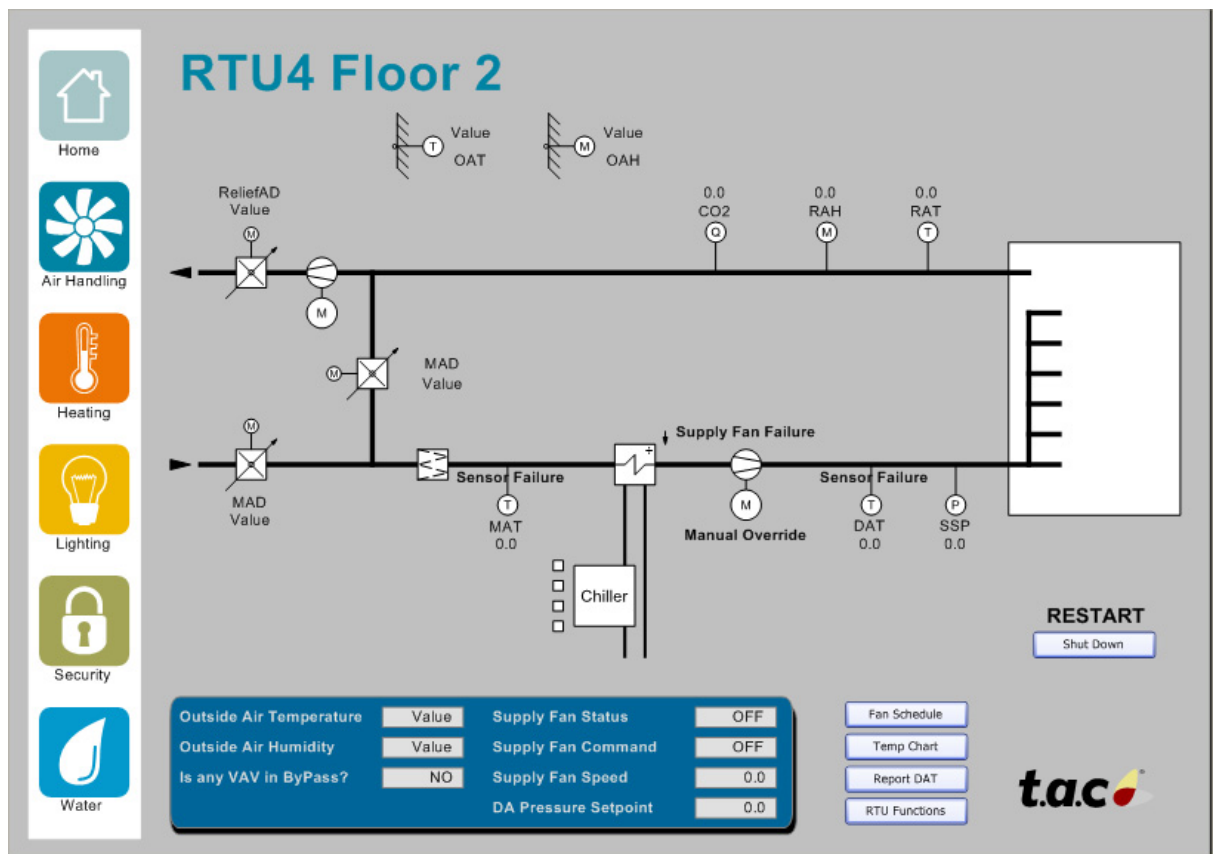 RTU4 Floor 2
Home
Air Handling
Heating
Lighting
Security
Water
Value
OAT
T
Value
OAH
M
ReliefAD
Value
M
M
0.0
CO2
Q
0.0
RAH
M
0.0
RAT
T
M
MAD
Value
M
MAD
Value
Sensor Failure
T
MAT
0.0
+
Supply Fan Failure
M
Manual Override
Sensor Failure
T
DAT
0.0
P
SSP
0.0
Chiller
RESTART
Shut Down
Outside Air Temperature Value
Outside Air Humidity Value
Is any VAV in ByPass? NO
Supply Fan Status OFF
Supply Fan Command OFF
Supply Fan Speed 0.0
DA Pressure Setpoint 0.0
Fan Schedule
Temp Chart
Report DAT
RTU Functions
t.a.c